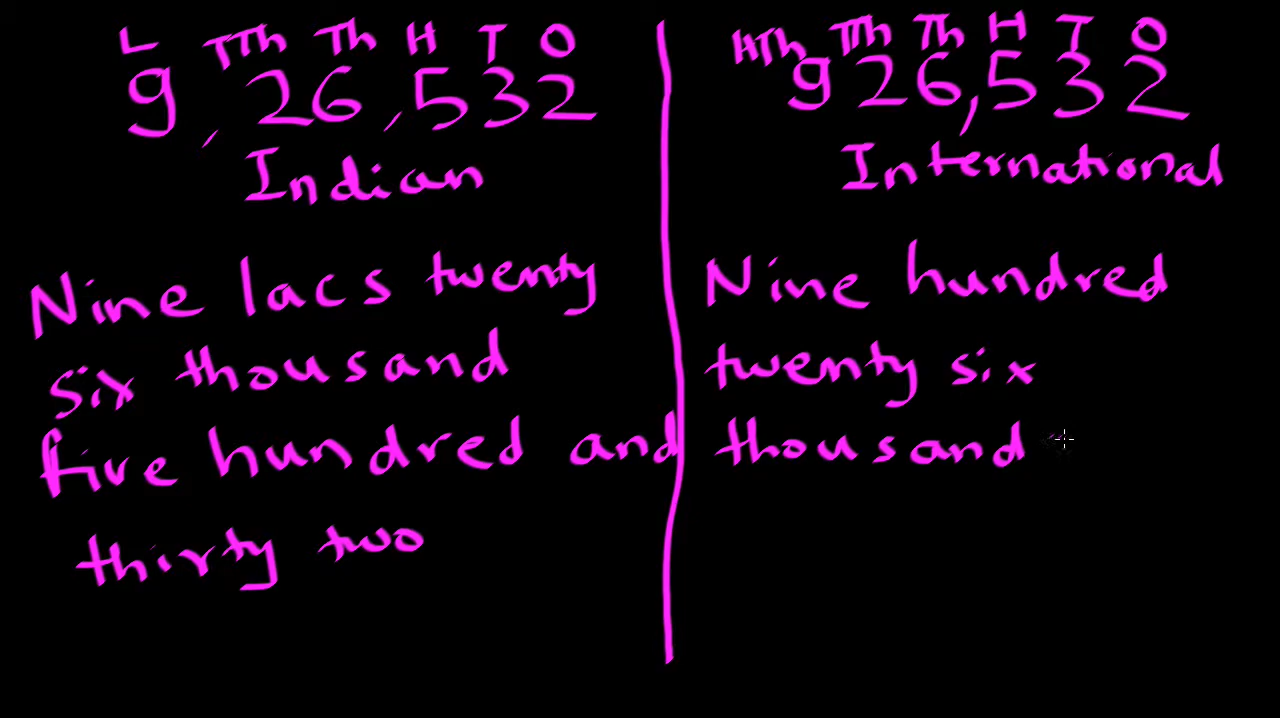 L TTh Th H T O
9,26,532
Indian
Nine lacs twenty
six thousand
five hundred and
thirty two
HTh TTh Th H T O
926,532
International
Nine hundred
twenty six
thousand